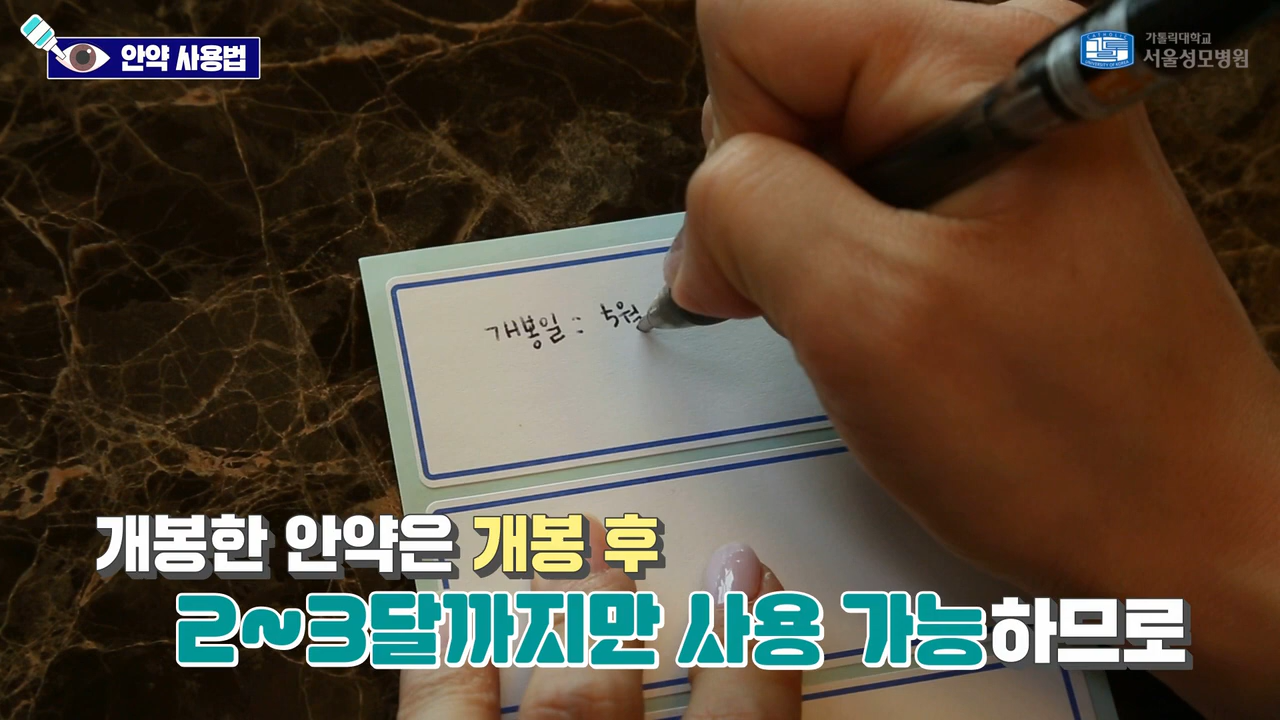 안약 사용법
가톨릭대학교
서울성모병원
개봉일 : 5월
개봉한 안약은 개봉 후
2~3달까지만 사용 가능하므로